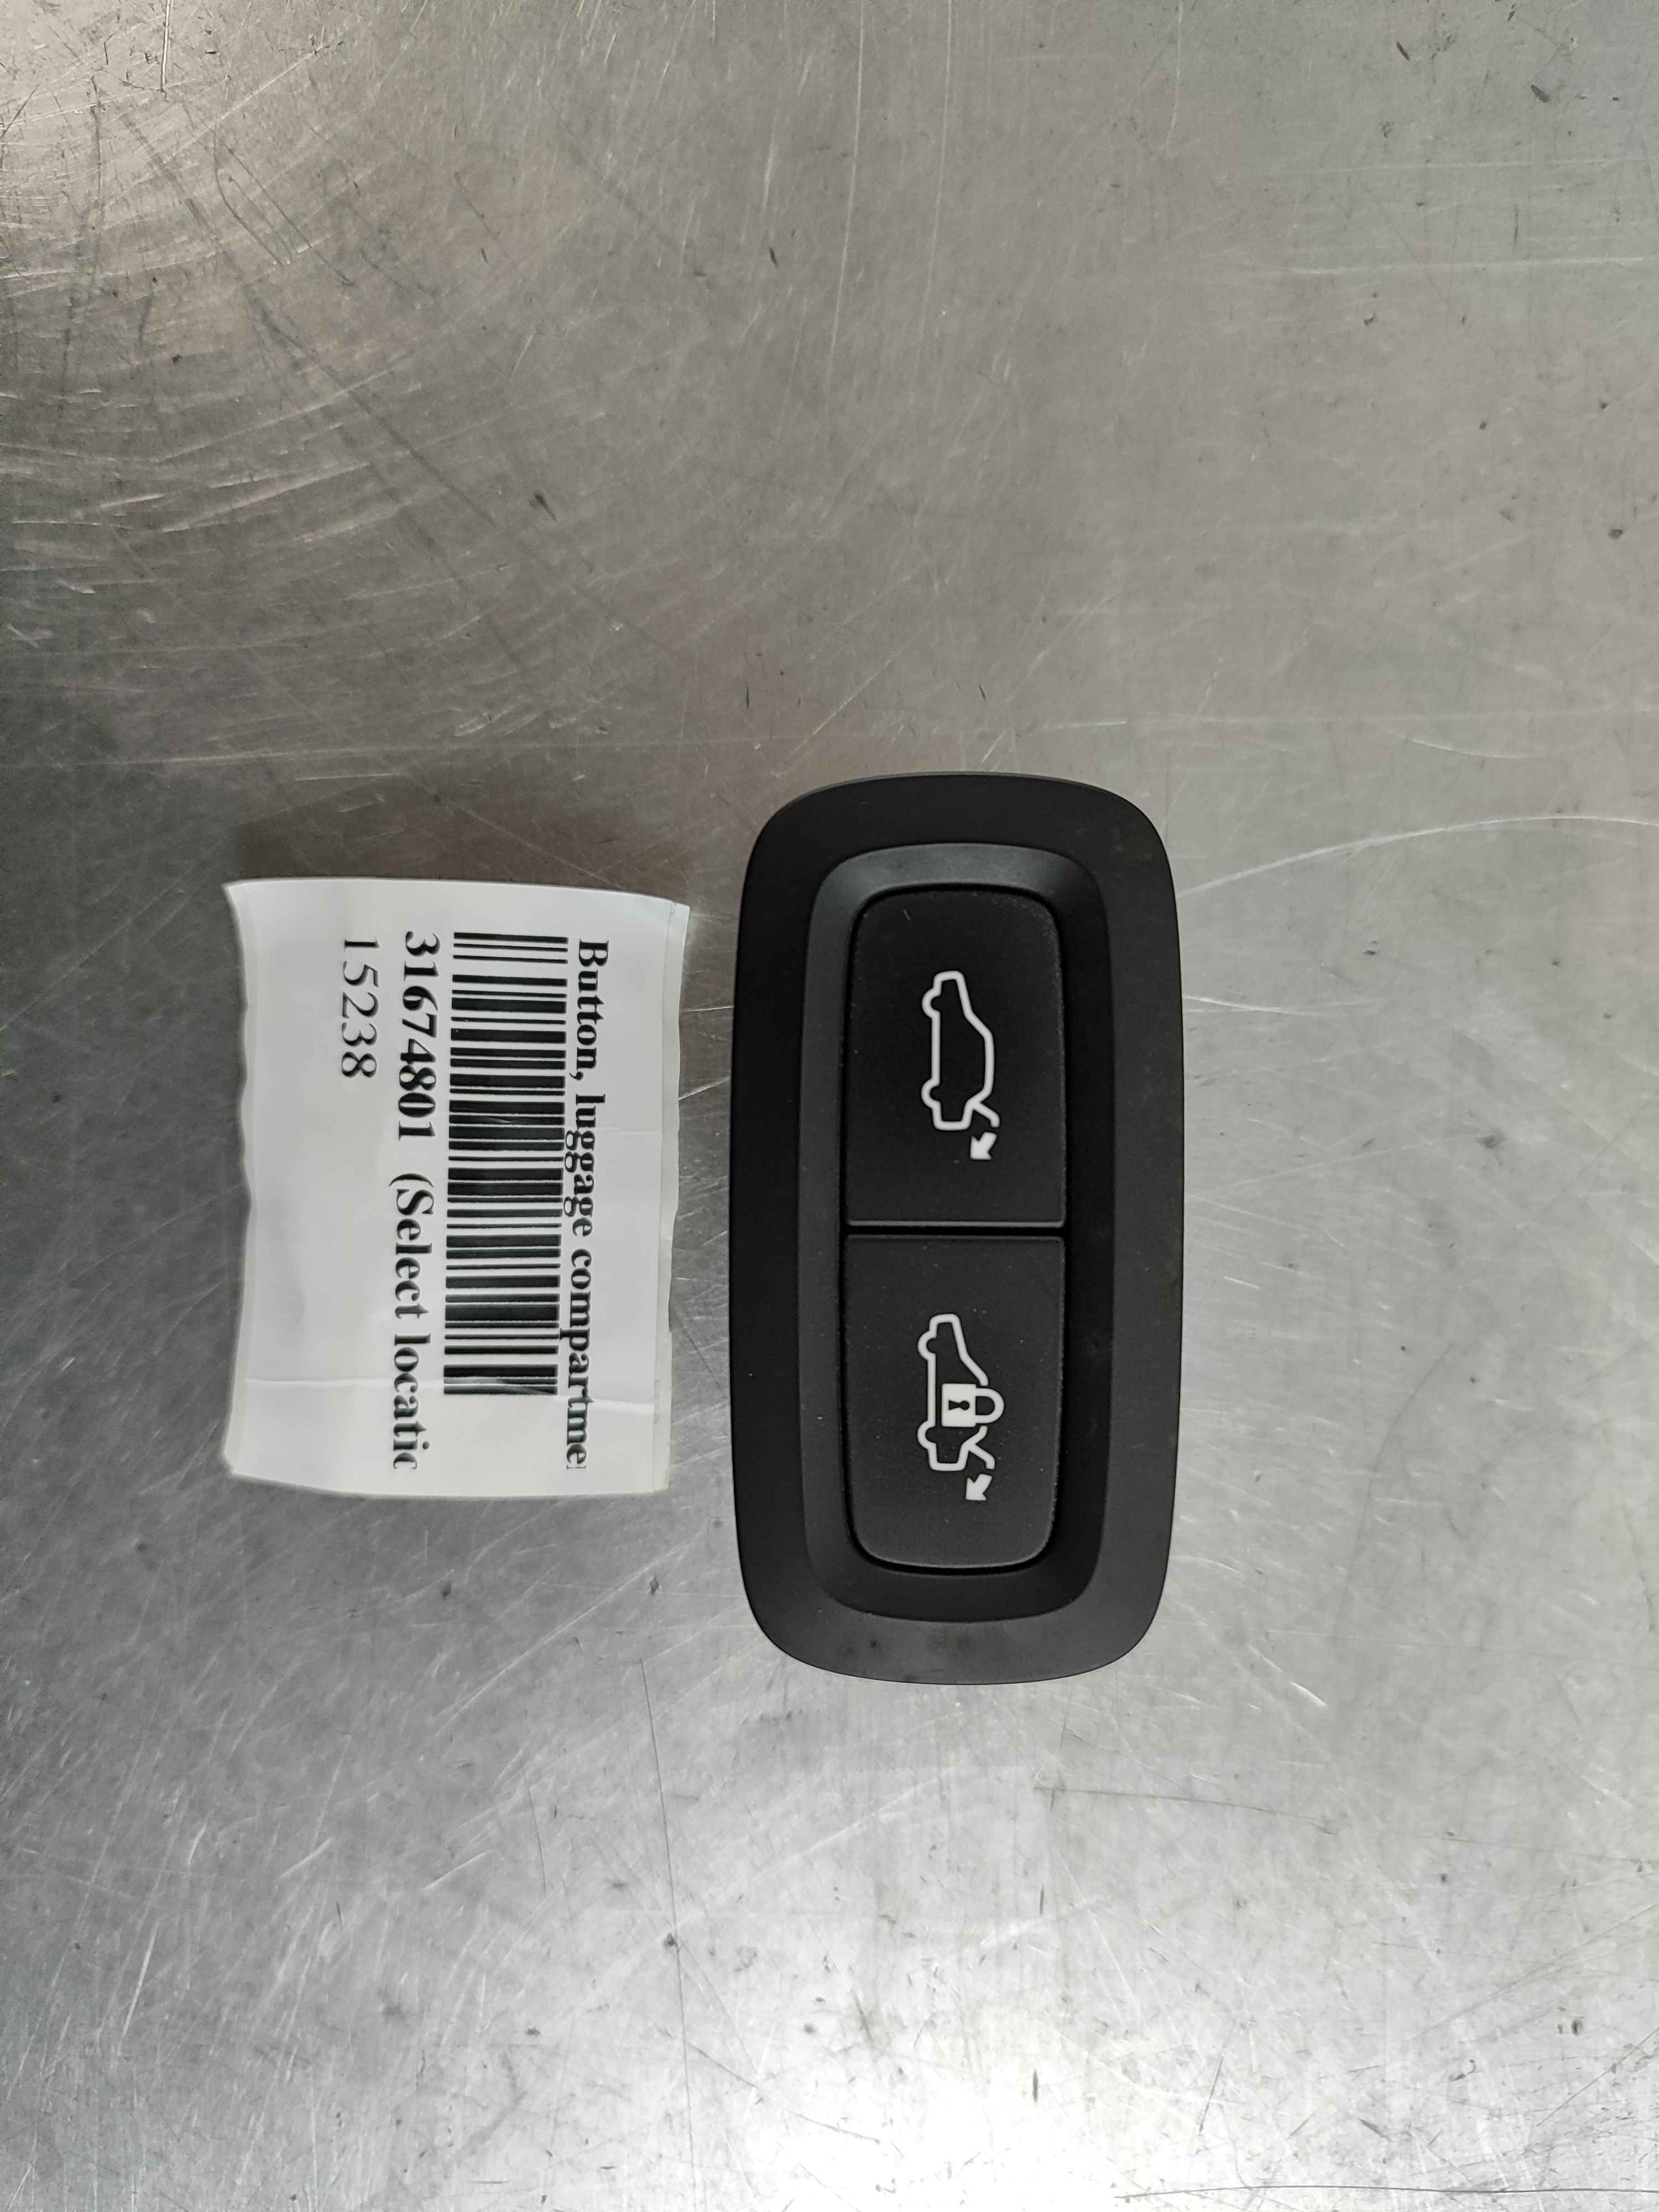 Button, luggage compartme
31674801 (Select locatic
15238